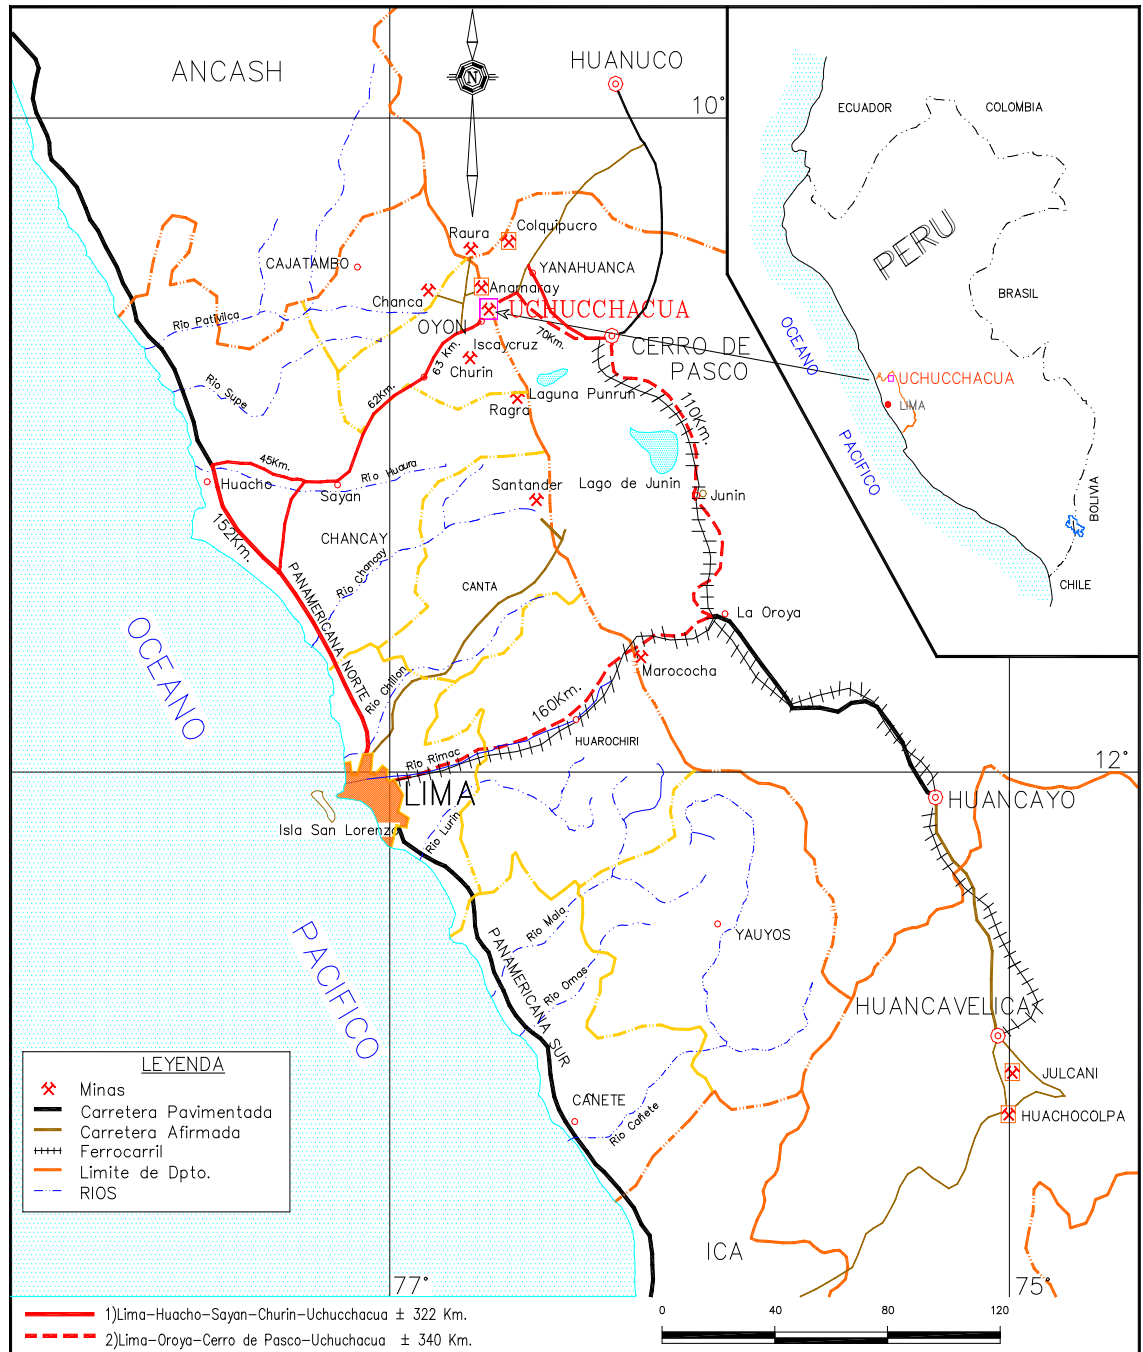 ANCASH
HUANUCO
N
10°
ECUADOR
COLOMBIA
PERU
BRASIL
OCEANO
PACIFICO
UCHUCCHACUA
LIMA
BOLIVIA
CHILE
Raura
Colquipucro
CAJATAMBO
YANAHUANCA
Chanca
Anamaray
UCHUCCHACUA
Rio Pativilca
OYON
70Km.
Iscaycruz
CERRO DE
PASCO
63 Km.
Churin
Rio Supe
62Km.
Laguna Punrun
Ragra
110Km.
45Km.
Rio Huaura
Huacho
Sayan
Lago de Junin
Santander
Junin
152Km.
CHANCAY
Rio Chancay
CANTA
PANAMERICANA NORTE
La Oroya
OCEANO
Rio Chillon
Marococha
160Km.
HUAROCHIRI
Rio Rimac
12°
LIMA
HUANCAYO
Isla San Lorenzo
Rio Lurin
Rio Mala
YAUYOS
PACIFICO
PANAMERICANA SUR
Rio Omas
HUANCAVELICA
LEYENDA
Minas
Carretera Pavimentada
Carretera Afirmada
Ferrocarril
Limite de Dpto.
RIOS
JULCANI
CAÑETE
HUACHOCOLPA
Rio Cañete
ICA
77°
75°
1)Lima-Huacho-Sayan-Churin-Uchucchacua ± 322 Km.
2)Lima-Oroya-Cerro de Pasco-Uchuchacua ± 340 Km.
0 40 80 120